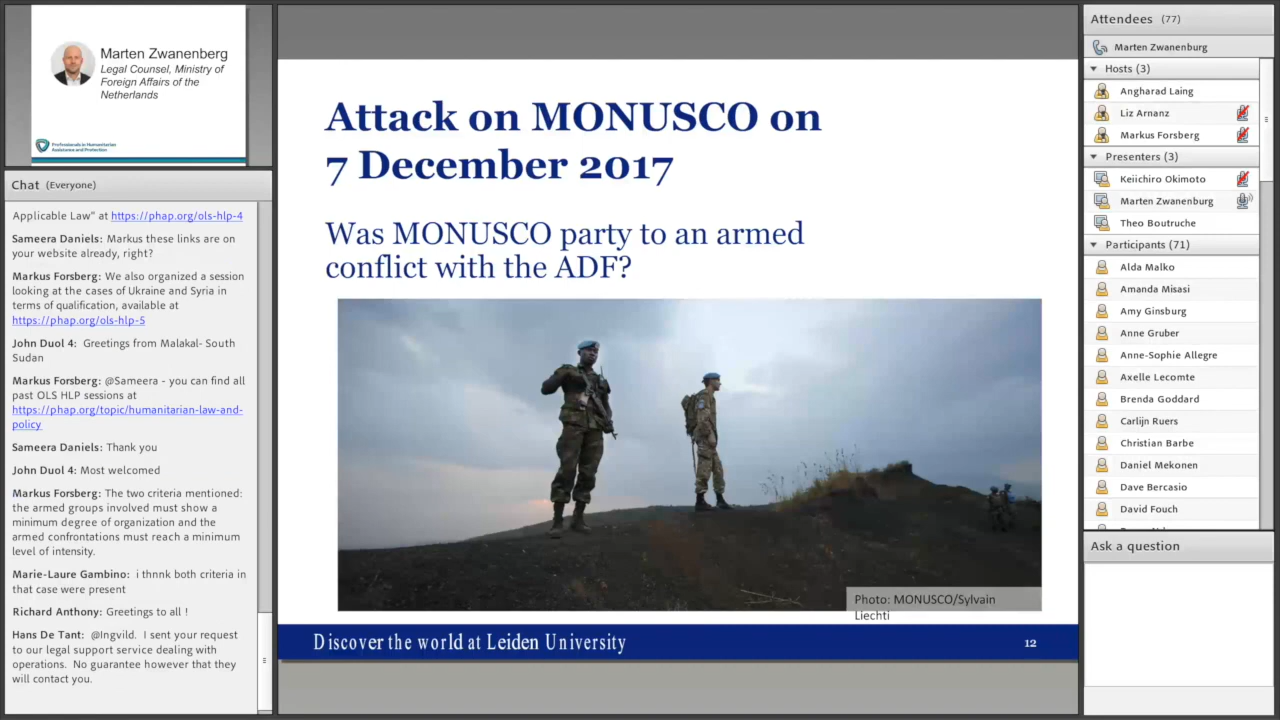 Marten Zwanenberg
Legal Counsel, Ministry of
Foreign Affairs of the
Netherlands
Professionals in Humanitarian
Assistance and Protection
Chat (Everyone)
Applicable Law" at https://phap.org/ols-hlp-4
Sameera Daniels: Markus these links are on
your website already, right?
Markus Forsberg: We also organized a session
looking at the cases of Ukraine and Syria in
terms of qualification, available at
https://phap.org/ols-hlp-5
John Duol 4: Greetings from Malakal- South
Sudan
Markus Forsberg: @Sameera - you can find all
past OLS HLP sessions at
https://phap.org/topic/humanitarian-law-and-
policy
Sameera Daniels: Thank you
John Duol 4: Most welcomed
Markus Forsberg: The two criteria mentioned:
the armed groups involved must show a
minimum degree of organization and the
armed confrontations must reach a minimum
level of intensity.
Marie-Laure Gambino: i thnnk both criteria in
that case were present
Richard Anthony: Greetings to all !
Hans De Tant: @Ingvild. I sent your request
to our legal support service dealing with
operations. No guarantee however that they
will contact you.
Attack on MONUSCO on
7 December 2017
Was MONUSCO party to an armed
conflict with the ADF?
Photo: MONUSCO/Sylvain
Liechti
Discover the world at Leiden University
12
Attendees (77)
Marten Zwanenburg
Hosts (3)
Angharad Laing
Liz Arnanz
Markus Forsberg
Presenters (3)
Keiichiro Okimoto
Marten Zwanenburg
Theo Boutruche
Participants (71)
Alda Malko
Amanda Misasi
Amy Ginsburg
Anne Gruber
Anne-Sophie Allegre
Axelle Lecomte
Brenda Goddard
Carlijn Ruers
Christian Barbe
Daniel Mekonen
Dave Bercasio
David Fouch
Ask a question